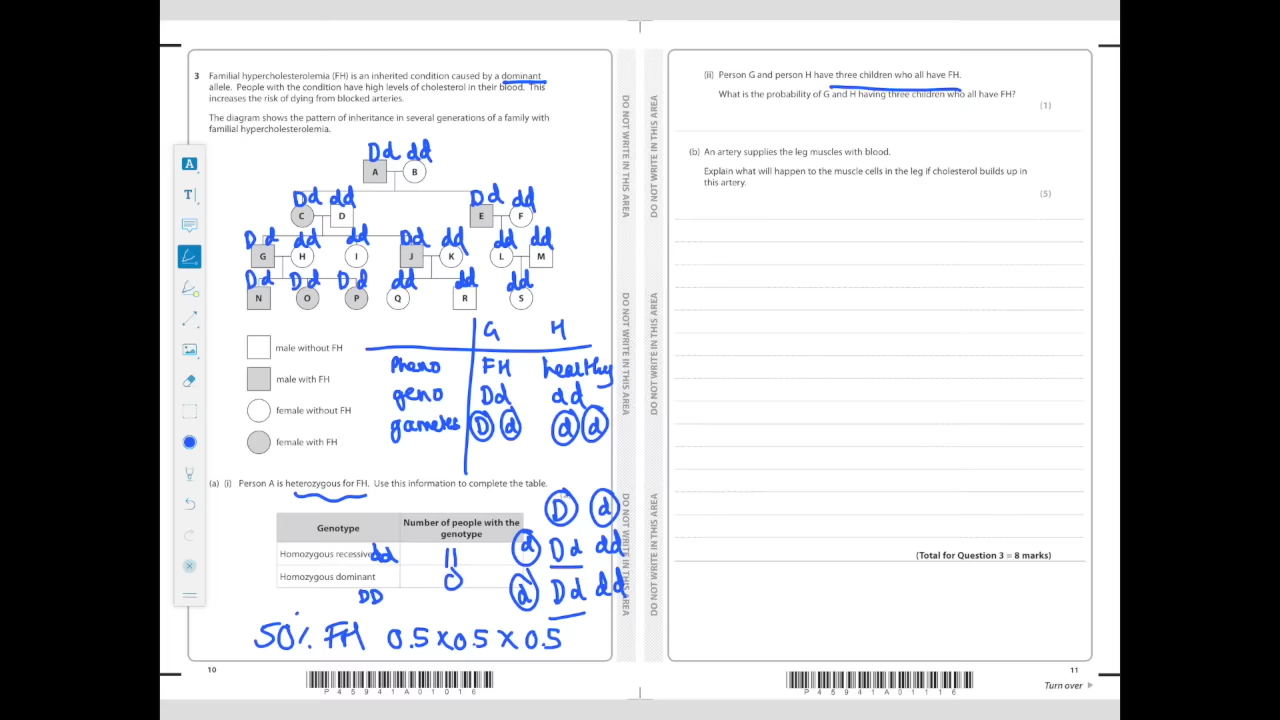 3 Familial hypercholesterolemia (FH) is an inherited condition caused by a dominant
allele. People with the condition have high levels of cholesterol in their blood. This
increases the risk of dying from blocked arteries.
The diagram shows the pattern of inheritance in several generations of a family with
familial hypercholesterolemia.
Dd dd
A B
Dd dd Dd dd
C D E F
Dd dd dd Dd dd dd dd
G H I J K L M
Dd Dd Dd dd dd dd
N O P Q R S
G H
male without FH
Pheno FH healthy
male with FH
geno Dd dd
female without FH
gametes D d d d
female with FH
(a) (i) Person A is heterozygous for FH. Use this information to complete the table.
D d
Genotype Number of people with the
genotype
Homozygous recessive dd 11
d Dd dd
Homozygous dominant 0
DD
d Dd dd
50% FH 0.5 x 0.5 x 0.5
10
P45941A01016
DO NOT WRITE IN THIS AREA
DO NOT WRITE IN THIS AREA
DO NOT WRITE IN THIS AREA
DO NOT WRITE IN THIS AREA
DO NOT WRITE IN THIS AREA
DO NOT WRITE IN THIS AREA
(ii) Person G and person H have three children who all have FH.
What is the probability of G and H having three children who all have FH?
(1)
(b) An artery supplies the leg muscles with blood.
Explain what will happen to the muscle cells in the leg if cholesterol builds up in
this artery.
(5)
(Total for Question 3 = 8 marks)
11
P45941A01116
Turn over